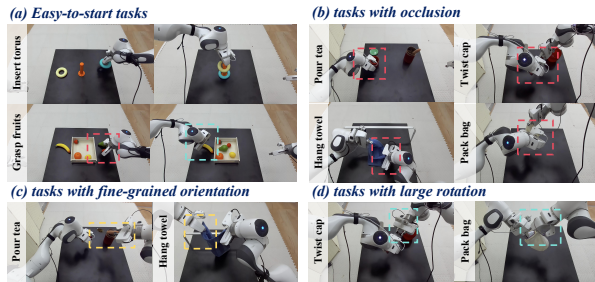 (a) Easy-to-start tasks
Insert torus
Grasp fruits
(b) tasks with occlusion
Pour tea
Twist cap
Hang towel
Pack bag
(c) tasks with fine-grained orientation
Pour tea
Hang towel
(d) tasks with large rotation
Twist cap
Pack bag